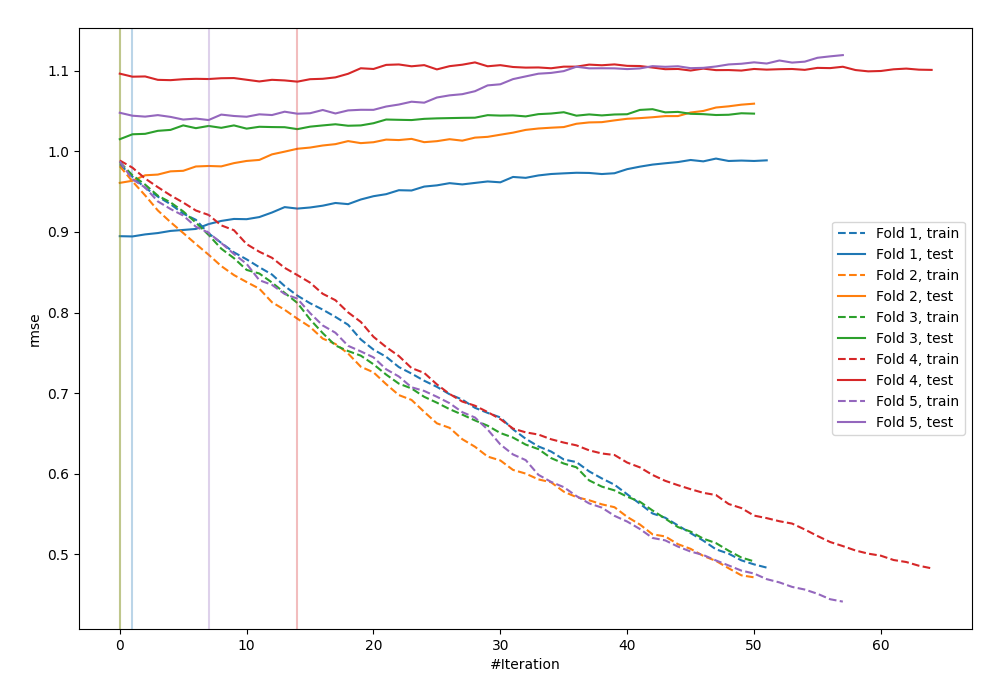 1.1
1.0
0.9
0.8
0.7
0.6
0.5
rmse
0 10 20 30 40 50 60
#Iteration
Fold 1, train
Fold 1, test
Fold 2, train
Fold 2, test
Fold 3, train
Fold 3, test
Fold 4, train
Fold 4, test
Fold 5, train
Fold 5, test